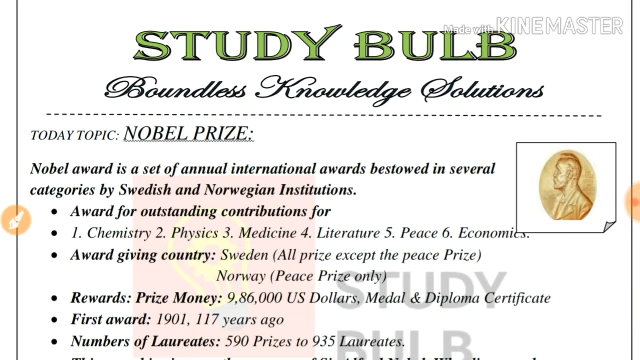 Made with KINEMASTER
STUDY BULB
Boundless Knowledge Solutions
TODAY TOPIC: NOBEL PRIZE:
Nobel award is a set of annual international awards bestowed in several
categories by Swedish and Norwegian Institutions.
• Award for outstanding contributions for
• 1. Chemistry 2. Physics 3. Medicine 4. Literature 5. Peace 6. Economics.
• Award giving country: Sweden (All prize except the peace Prize)
Norway (Peace Prize only)
• Rewards: Prize Money: 9,86,000 US Dollars, Medal & Diploma Certificate
• First award: 1901, 117 years ago
• Numbers of Laureates: 590 Prizes to 935 Laureates.
STUDY
BULB